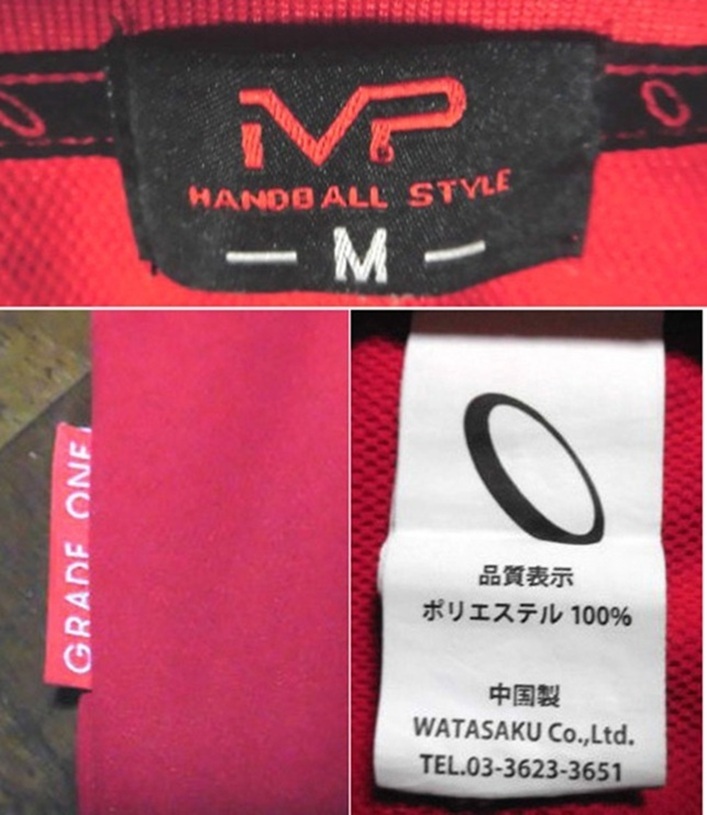 MVP
HANDBALL STYLE
M
GRADE ONE
品質表示
ポリエステル 100%
中国製
WATASAKU Co.,Ltd.
TEL.03-3623-3651